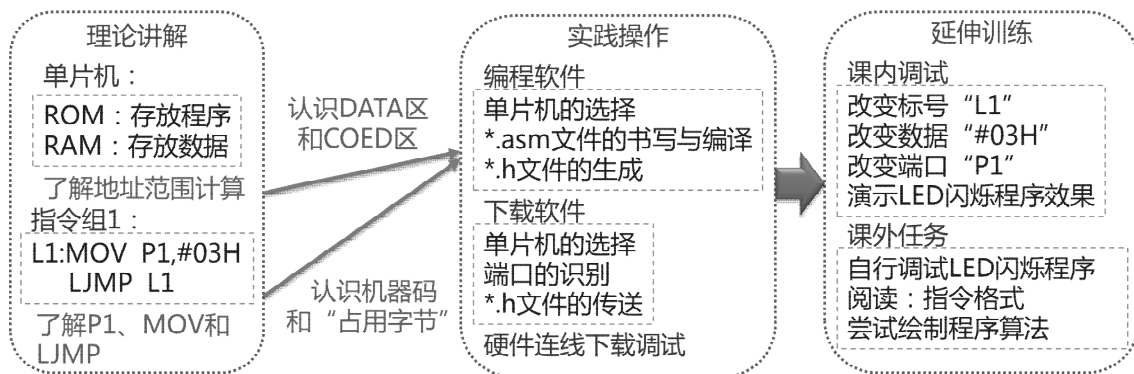 理论讲解
单片机：
ROM：存放程序
RAM：存放数据
了解地址范围计算
指令组1：
L1:MOV P1,#03H
LJMP L1
了解P1、MOV和
LJMP
认识DATA区
和COED区
认识机器码
和“占用字节”
实践操作
编程软件
单片机的选择
*.asm文件的书写与编译
*.h文件的生成
下载软件
单片机的选择
端口的识别
*.h文件的传送
硬件连线下载调试
延伸训练
课内调试
改变标号“L1”
改变数据“#03H”
改变端口“P1”
演示LED闪烁程序效果
课外任务
自行调试LED闪烁程序
阅读：指令格式
尝试绘制程序算法